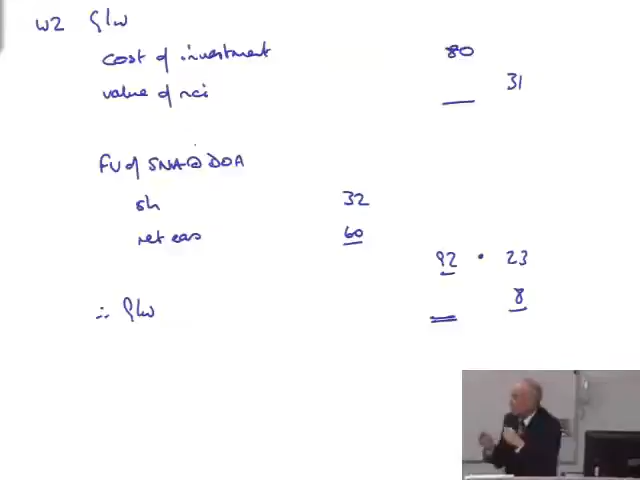 W2 g/w
cost of investment 80
value of nci 31
FV of SNA@DOA
sh 32
ret eas 60
92 • 23
8
∴ g/w